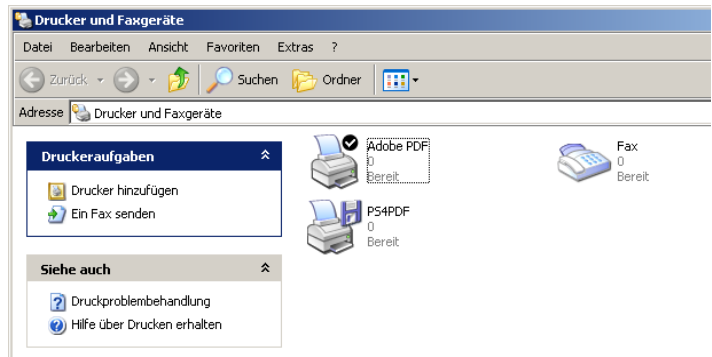 Drucker und Faxgeräte
Datei Bearbeiten Ansicht Favoriten Extras ?
Zurück Suchen Ordner
Adresse Drucker und Faxgeräte
Druckeraufgaben
Drucker hinzufügen
Ein Fax senden
Siehe auch
Druckproblembehandlung
Hilfe über Drucken erhalten
Adobe PDF
0
Bereit
Fax
0
Bereit
PS4PDF
0
Bereit